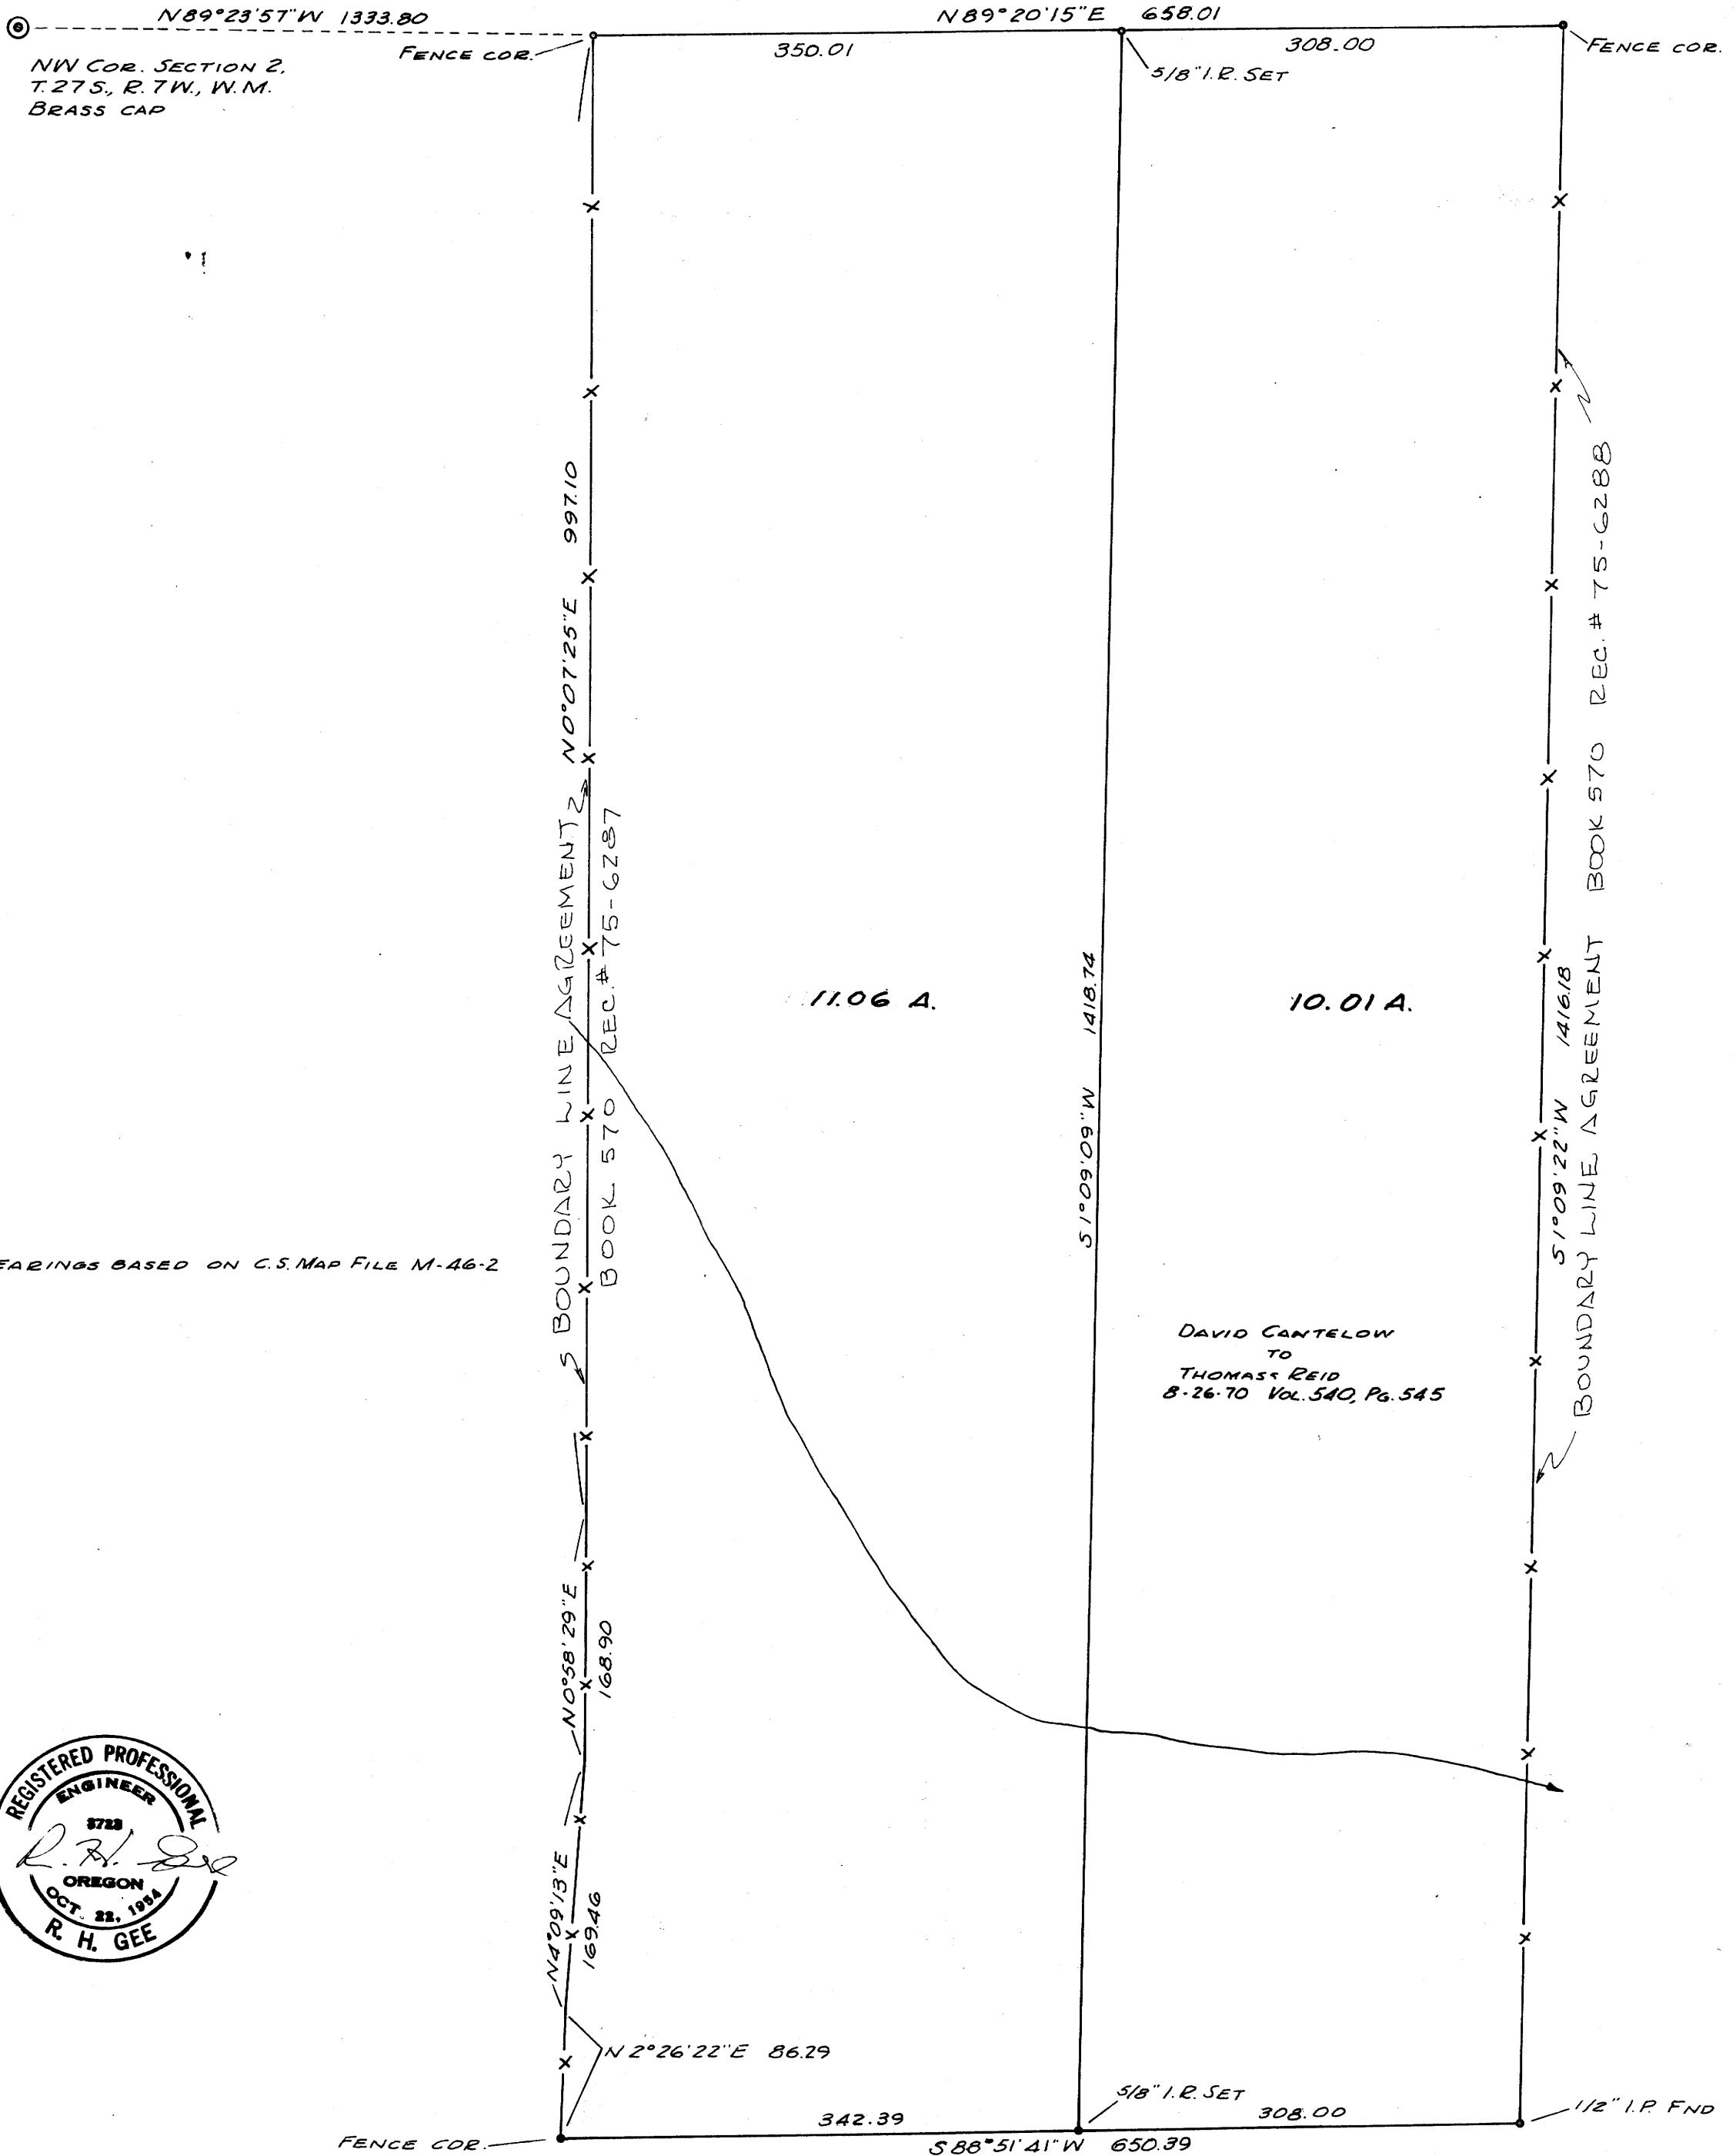 N89°23'57"W 1333.80
N89°20'15"E 658.01
FENCE COR.
350.01
308.00
FENCE COR.
5/8" I.R. SET
NW COR. SECTION 2,
T.27S., R.7W., W.M.
BRASS CAP
N0°07'25"E 997.10
BOUNDARY LINE AGREEMENT
BOOK 570 REC.# 75-6287
11.06 A.
S1°09'09"W 1418.74
10.01 A.
S1°09'22"W 1416.18
BOUNDARY LINE AGREEMENT BOOK 570 REC.# 75-6288
EARINGS BASED ON C.S. MAP FILE M-46-2
DAVID CANTELOW
TO
THOMAS REID
8-26-70 VOL. 540, PG. 545
N0°58'29"E
168.90
N4°09'13"E
169.46
REGISTERED PROFESSIONAL
ENGINEER
R. H. Gee
OREGON
OCT. 22, 1954
R. H. GEE
N2°26'22"E 86.29
5/8" I.R. SET
342.39
308.00
1/2" I.P. FND
FENCE COR.
S88°51'41"W 650.39